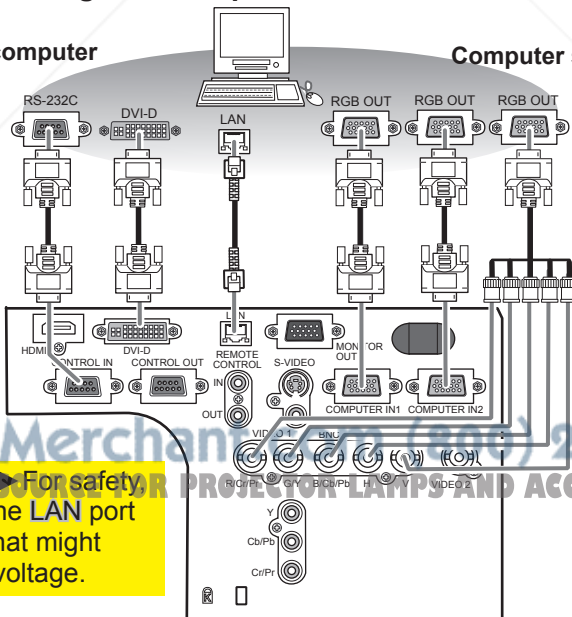 computer
Computer
RS-232C
DVI-D
LAN
RGB OUT
RGB OUT
RGB OUT
HDMI
DVI-D
LAN
MONITOR OUT
CONTROL IN
CONTROL OUT
REMOTE CONTROL
S-VIDEO
IN
OUT
COMPUTER IN1
COMPUTER IN2
VIDEO 1
BNC
Merchant (800) 2
SOURCE FOR PROJECTOR LAMPS AND ACC
R/Cr/Pr
G/Y
B/Cb/Pb
H
V
VIDEO 2
►For safety,
he LAN port
hat might
voltage.
Y
Cb/Pb
Cr/Pr
K